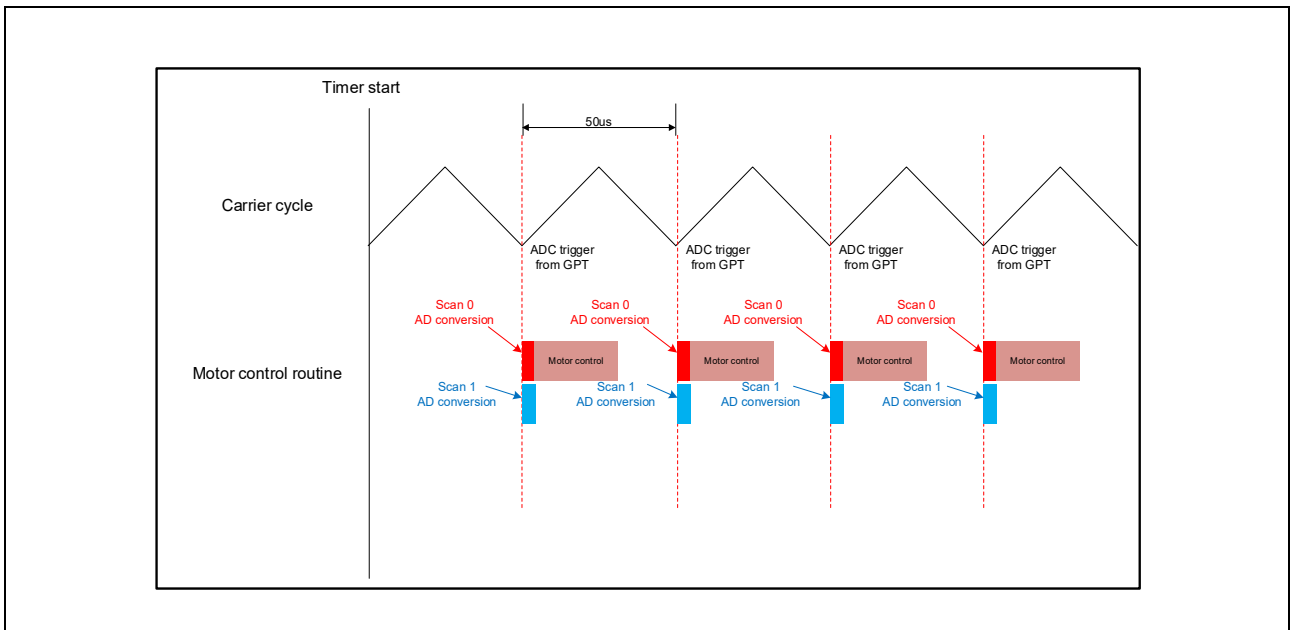 Timer start
50us
Carrier cycle
ADC trigger
from GPT
ADC trigger
from GPT
ADC trigger
from GPT
ADC trigger
from GPT
Scan 0
AD conversion
Scan 0
AD conversion
Scan 0
AD conversion
Scan 0
AD conversion
Motor control routine
Motor control
Motor control
Motor control
Motor control
Scan 1
AD conversion
Scan 1
AD conversion
Scan 1
AD conversion
Scan 1
AD conversion